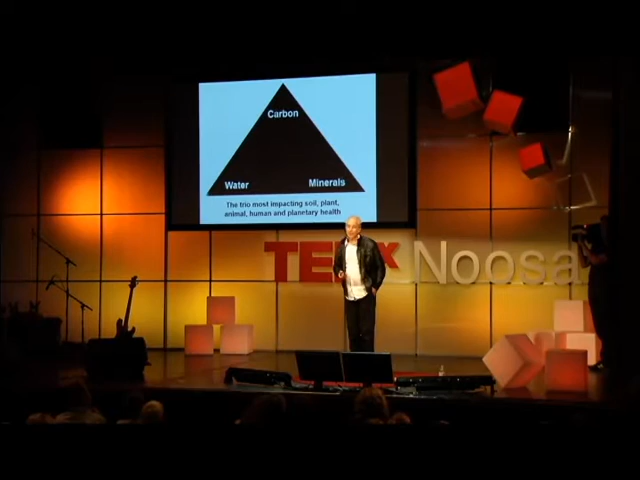 Carbon
Water Minerals
The trio most impacting soil, plant,
animal, human and planetary health
TEDx Noosa